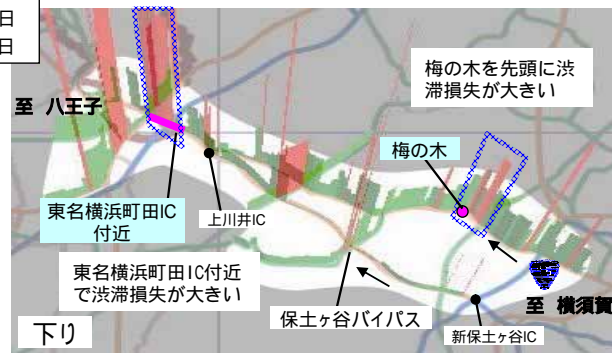 日
日
至 八王子
梅の木を先頭に渋
滞損失が大きい
梅の木
東名横浜町田IC
付近
上川井IC
東名横浜町田IC付近
で渋滞損失が大きい
保土ヶ谷バイパス
至 横須賀
新保土ヶ谷IC
下り